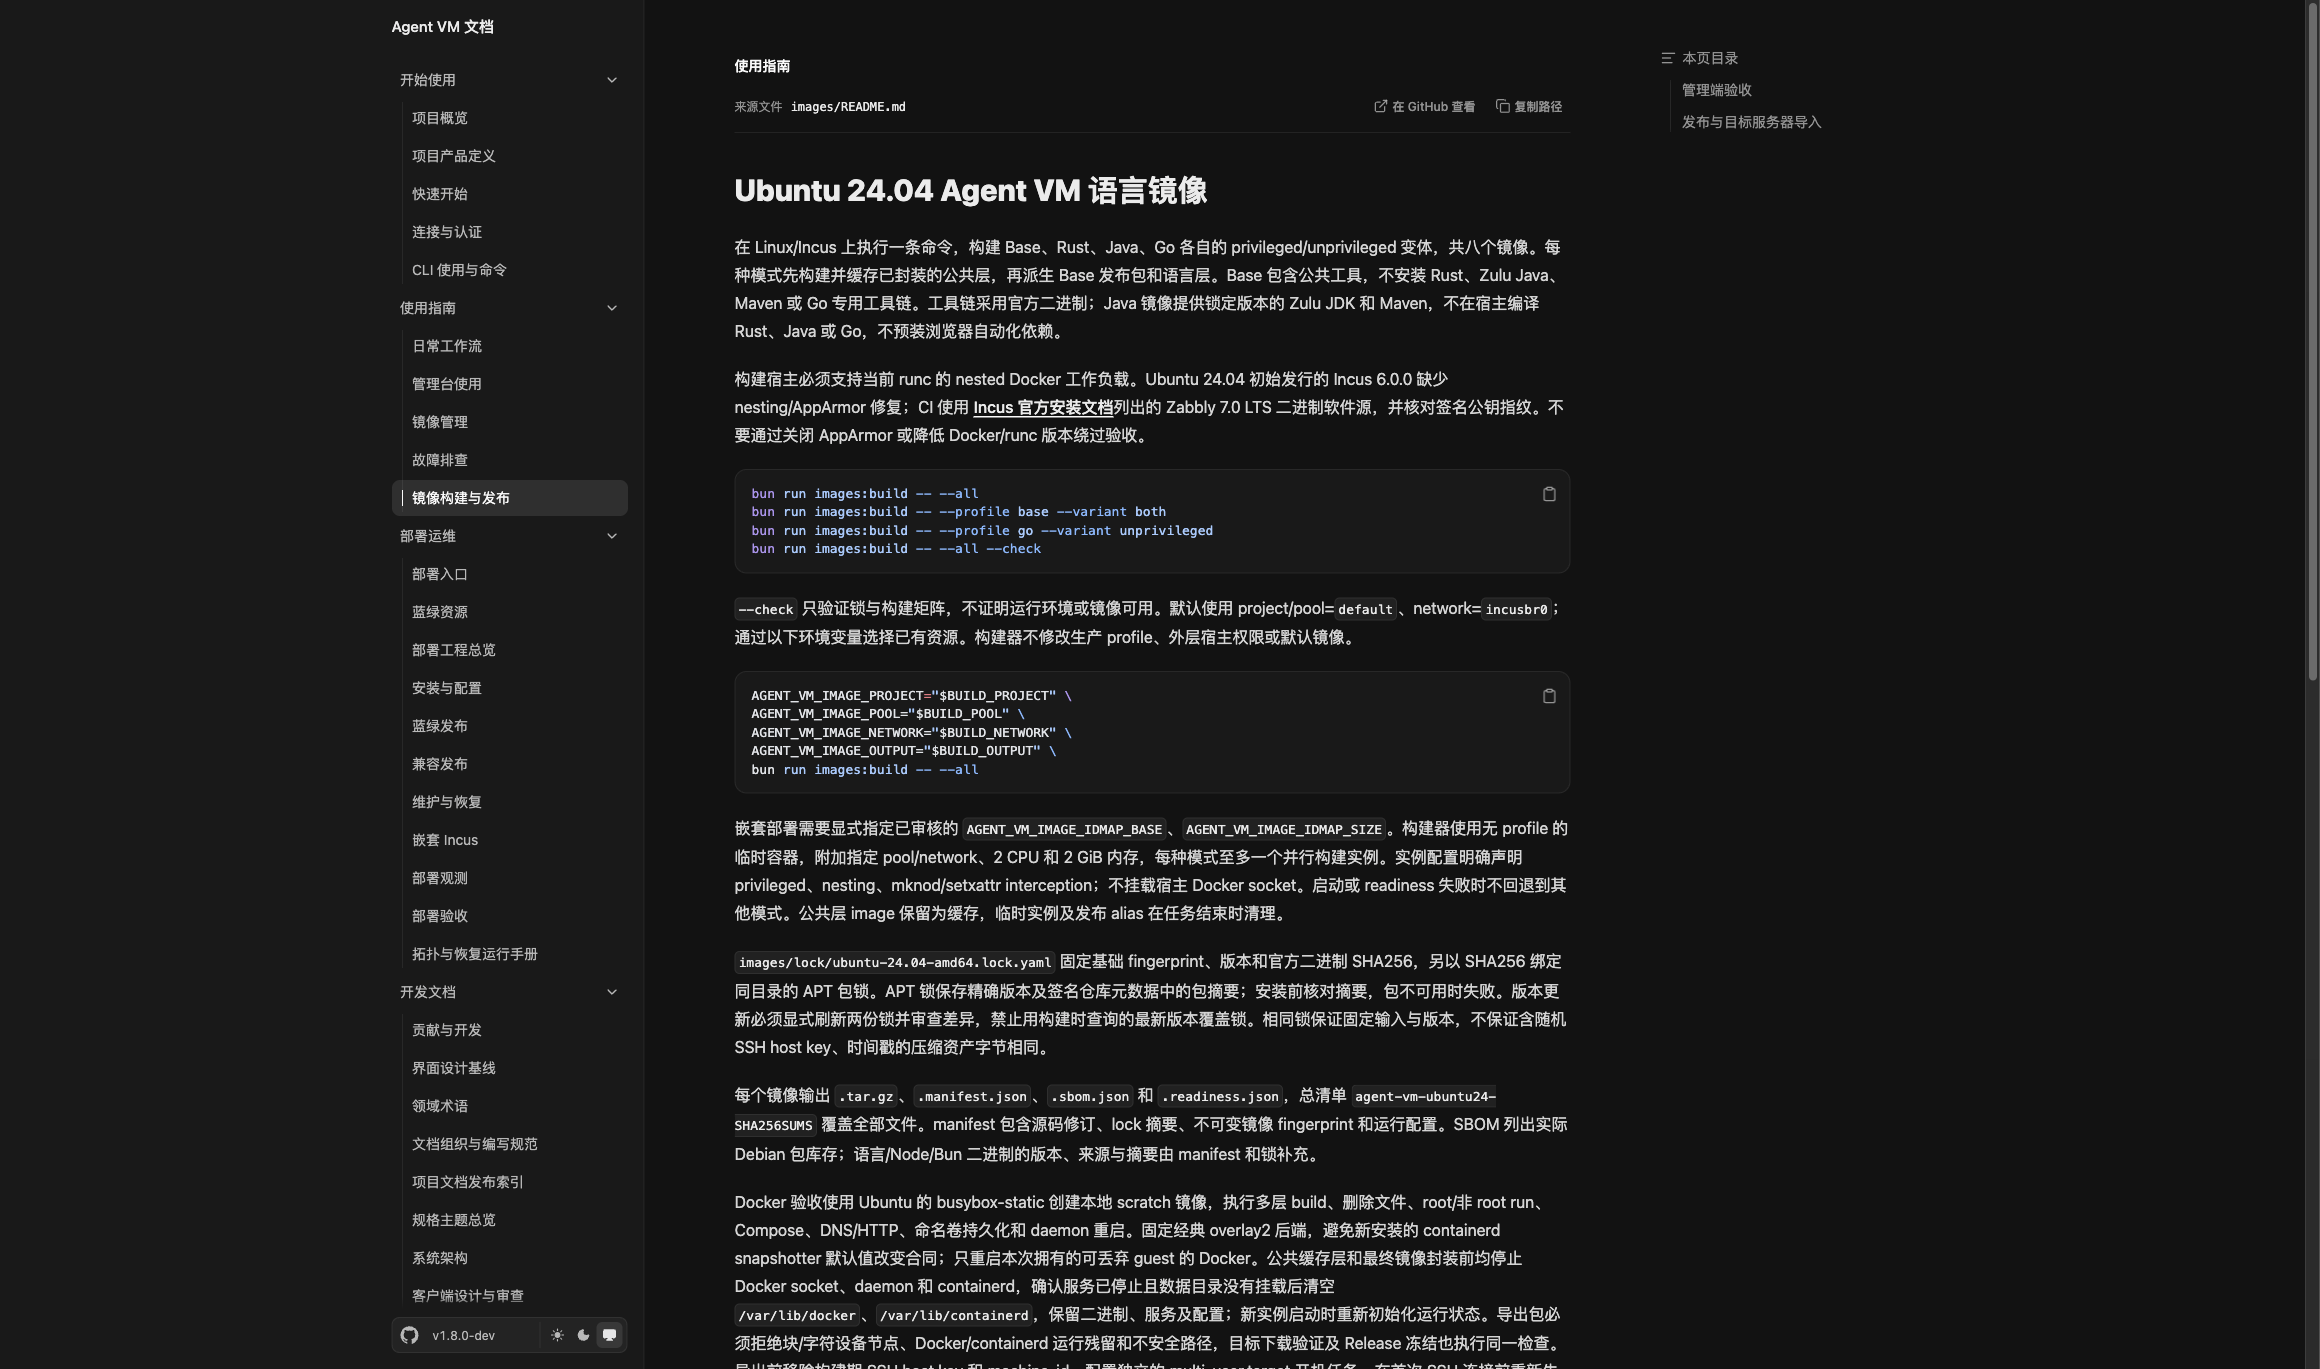 Agent VM 文档
开始使用
项目概览
项目产品定义
快速开始
连接与认证
CLI 使用与命令
使用指南
日常工作流
管理台使用
镜像管理
故障排查
镜像构建与发布
部署运维
部署入口
蓝绿资源
部署工程总览
安装与配置
蓝绿发布
兼容发布
维护与恢复
嵌套 Incus
部署观测
部署验收
拓扑与恢复运行手册
开发文档
贡献与开发
界面设计基线
领域术语
文档组织与编写规范
项目文档发布索引
规格主题总览
系统架构
客户端设计与审查
v1.8.0-dev
使用指南
来源文件 images/README.md
在 GitHub 查看 复制路径
Ubuntu 24.04 Agent VM 语言镜像
在 Linux/Incus 上执行一条命令，构建 Base、Rust、Java、Go 各自的 privileged/unprivileged 变体，共八个镜像。每
种模式先构建并缓存已封装的公共层，再派生 Base 发布包和语言层。Base 包含公共工具，不安装 Rust、Zulu Java、
Maven 或 Go 专用工具链。工具链采用官方二进制；Java 镜像提供锁定版本的 Zulu JDK 和 Maven，不在宿主编译
Rust、Java 或 Go，不预装浏览器自动化依赖。
构建宿主必须支持当前 runc 的 nested Docker 工作负载。Ubuntu 24.04 初始发行的 Incus 6.0.0 缺少
nesting/AppArmor 修复；CI 使用 Incus 官方安装文档列出的 Zabbly 7.0 LTS 二进制软件源，并核对签名公钥指纹。不
要通过关闭 AppArmor 或降低 Docker/runc 版本绕过验收。
bun run images:build -- --all
bun run images:build -- --profile base --variant both
bun run images:build -- --profile go --variant unprivileged
bun run images:build -- --all --check
--check 只验证锁与构建矩阵，不证明运行环境或镜像可用。默认使用 project/pool=default、network=incusbr0；
通过以下环境变量选择已有资源。构建器不修改生产 profile、外层宿主权限或默认镜像。
AGENT_VM_IMAGE_PROJECT="$BUILD_PROJECT" \
AGENT_VM_IMAGE_POOL="$BUILD_POOL" \
AGENT_VM_IMAGE_NETWORK="$BUILD_NETWORK" \
AGENT_VM_IMAGE_OUTPUT="$BUILD_OUTPUT" \
bun run images:build -- --all
嵌套部署需要显式指定已审核的 AGENT_VM_IMAGE_IDMAP_BASE、AGENT_VM_IMAGE_IDMAP_SIZE。构建器使用无 profile 的
临时容器，附加指定 pool/network、2 CPU 和 2 GiB 内存，每种模式至多一个并行构建实例。实例配置明确声明
privileged、nesting、mknod/setxattr interception；不挂载宿主 Docker socket。启动或 readiness 失败时不回退到其
他模式。公共层 image 保留为缓存，临时实例及发布 alias 在任务结束时清理。
images/lock/ubuntu-24.04-amd64.lock.yaml 固定基础 fingerprint、版本和官方二进制 SHA256，另以 SHA256 绑定
同目录的 APT 包锁。APT 锁保存精确版本及签名仓库元数据中的包摘要；安装前核对摘要，包不可用时失败。版本更
新必须显式刷新两份锁并审查差异，禁止用构建时查询的最新版本覆盖锁。相同锁保证固定输入与版本，不保证含随机
SSH host key、时间戳的压缩资产字节相同。
每个镜像输出 .tar.gz、.manifest.json、.sbom.json 和 .readiness.json，总清单 agent-vm-ubuntu24-
SHA256SUMS 覆盖全部文件。manifest 包含源码修订、lock 摘要、不可变镜像 fingerprint 和运行配置。SBOM 列出实际
Debian 包库存；语言/Node/Bun 二进制的版本、来源与摘要由 manifest 和锁补充。
Docker 验收使用 Ubuntu 的 busybox-static 创建本地 scratch 镜像，执行多层 build、删除文件、root/非 root run、
Compose、DNS/HTTP、命名卷持久化和 daemon 重启。固定经典 overlay2 后端，避免新安装的 containerd
snapshotter 默认值改变合同；只重启本次拥有的可丢弃 guest 的 Docker。公共缓存层和最终镜像封装前均停止
Docker socket、daemon 和 containerd，确认服务已停止且数据目录没有挂载后清空
/var/lib/docker、/var/lib/containerd，保留二进制、服务及配置；新实例启动时重新初始化运行状态。导出包必
须拒绝块/字符设备节点、Docker/containerd 运行残留和不安全路径，目标下载验证及 Release 冻结也执行同一检查。
本页目录
管理端验收
发布与目标服务器导入